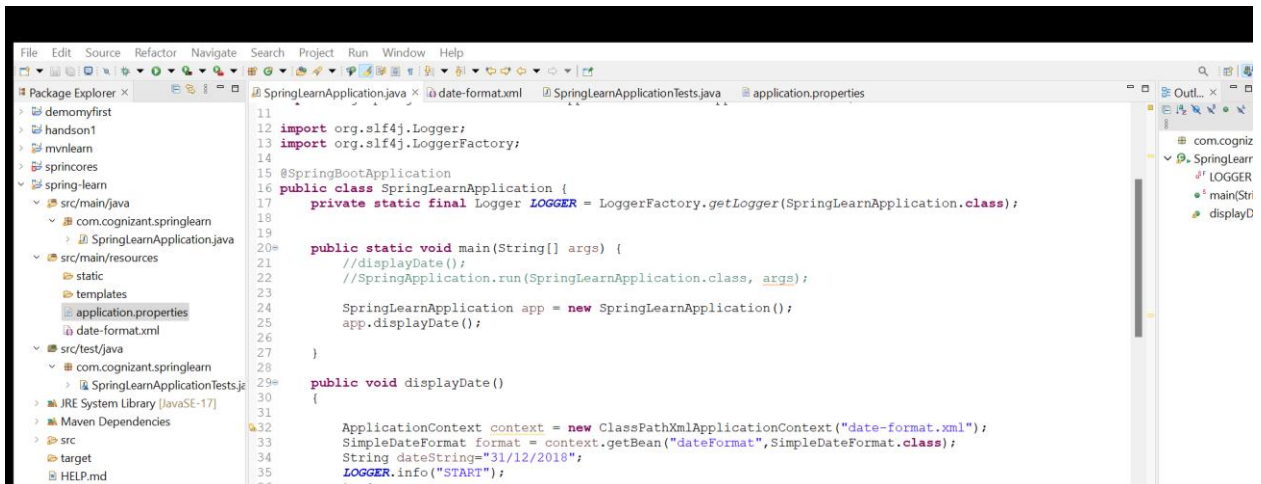 File Edit Source Refactor Navigate Search Project Run Window Help
Package Explorer
demomyfirst
handson1
mvnlearn
sprincores
spring-learn
src/main/java
com.cognizant.springlearn
SpringLearnApplication.java
src/main/resources
static
templates
application.properties
date-format.xml
src/test/java
com.cognizant.springlearn
SpringLearnApplicationTests.ja
JRE System Library [JavaSE-17]
Maven Dependencies
src
target
HELP.md
SpringLearnApplication.java date-format.xml SpringLearnApplicationTests.java application.properties
11
12 import org.slf4j.Logger;
13 import org.slf4j.LoggerFactory;
14
15 @SpringBootApplication
16 public class SpringLearnApplication {
17 private static final Logger LOGGER = LoggerFactory.getLogger(SpringLearnApplication.class);
18
19
20 public static void main(String[] args) {
21 //displayDate();
22 //SpringApplication.run(SpringLearnApplication.class, args);
23
24 SpringLearnApplication app = new SpringLearnApplication();
25 app.displayDate();
26
27 }
28
29 public void displayDate()
30 {
31
32 ApplicationContext context = new ClassPathXmlApplicationContext("date-format.xml");
33 SimpleDateFormat format = context.getBean("dateFormat",SimpleDateFormat.class);
34 String dateString="31/12/2018";
35 LOGGER.info("START");
Outl...
com.cogniz
SpringLearn
LOGGER
main(Stri
displayD